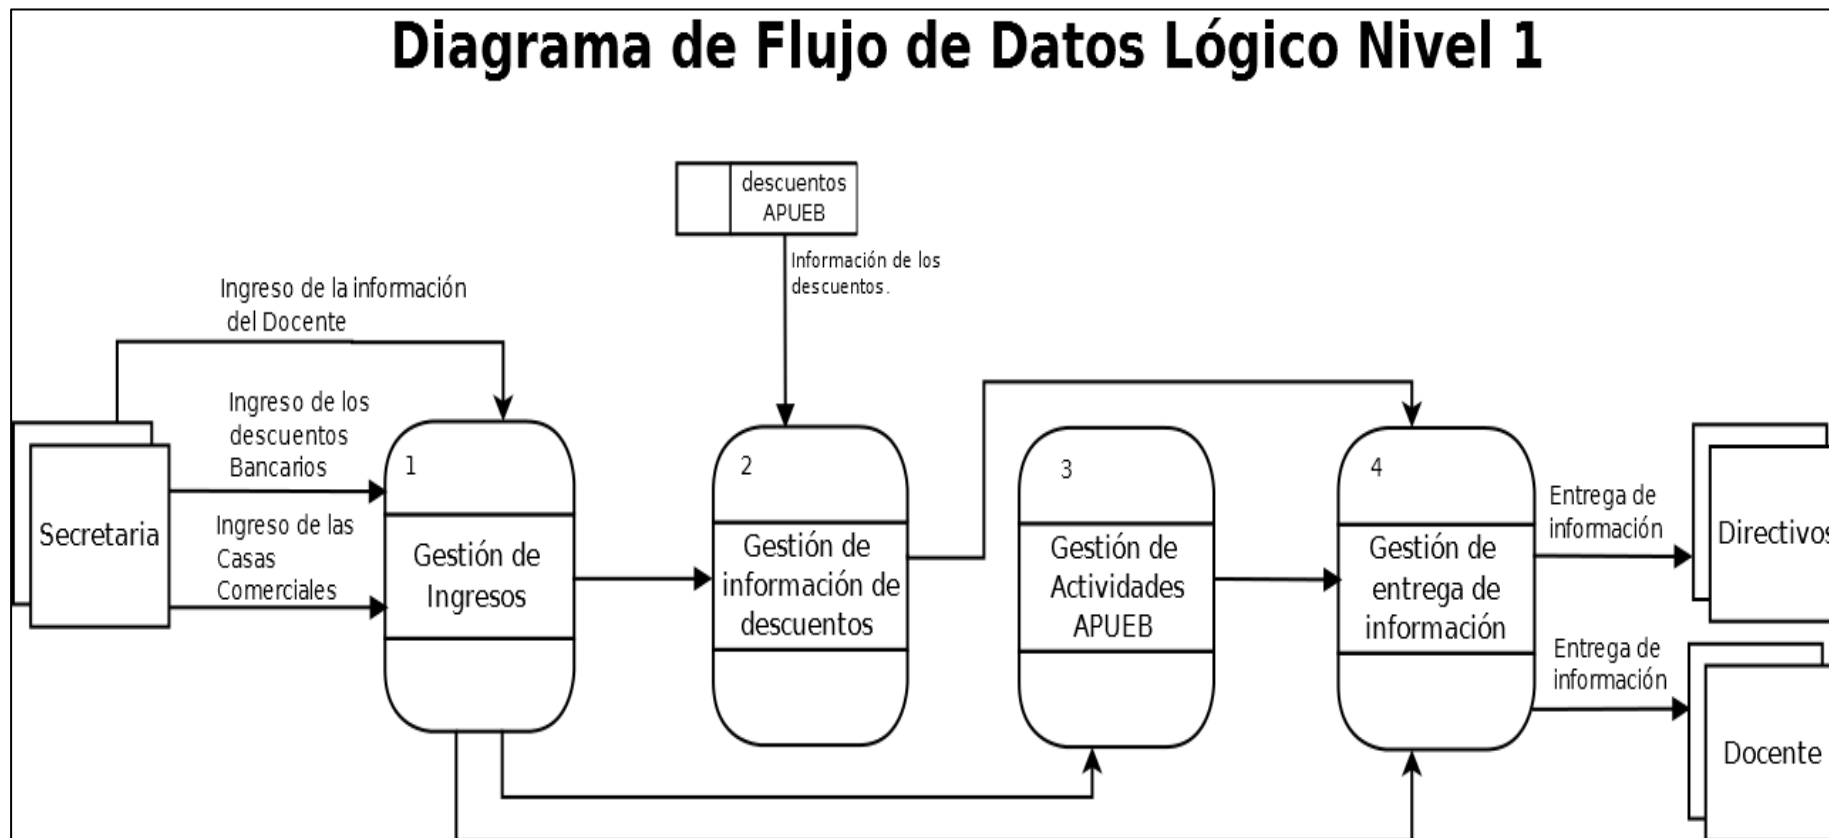 Diagrama de Flujo de Datos Lógico Nivel 1
descuentos
APUEB
Información de los
descuentos.
Ingreso de la información
del Docente
Ingreso de los
descuentos
Bancarios
Ingreso de las
Casas
Comerciales
Secretaria
1
Gestión de
Ingresos
2
Gestión de
información de
descuentos
3
Gestión de
Actividades
APUEB
4
Gestión de
entrega de
información
Entrega de
información
Directivos
Entrega de
información
Docente